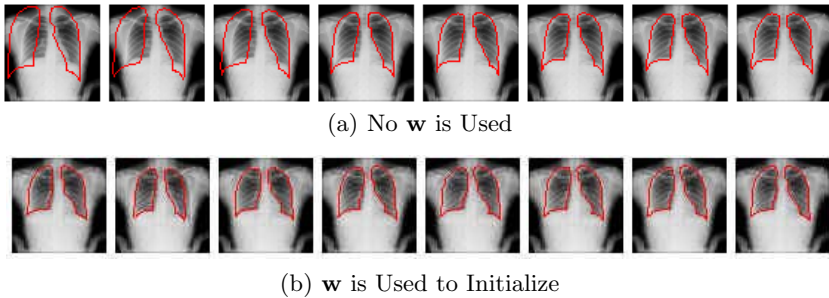 (a) No w is Used
(b) w is Used to Initialize